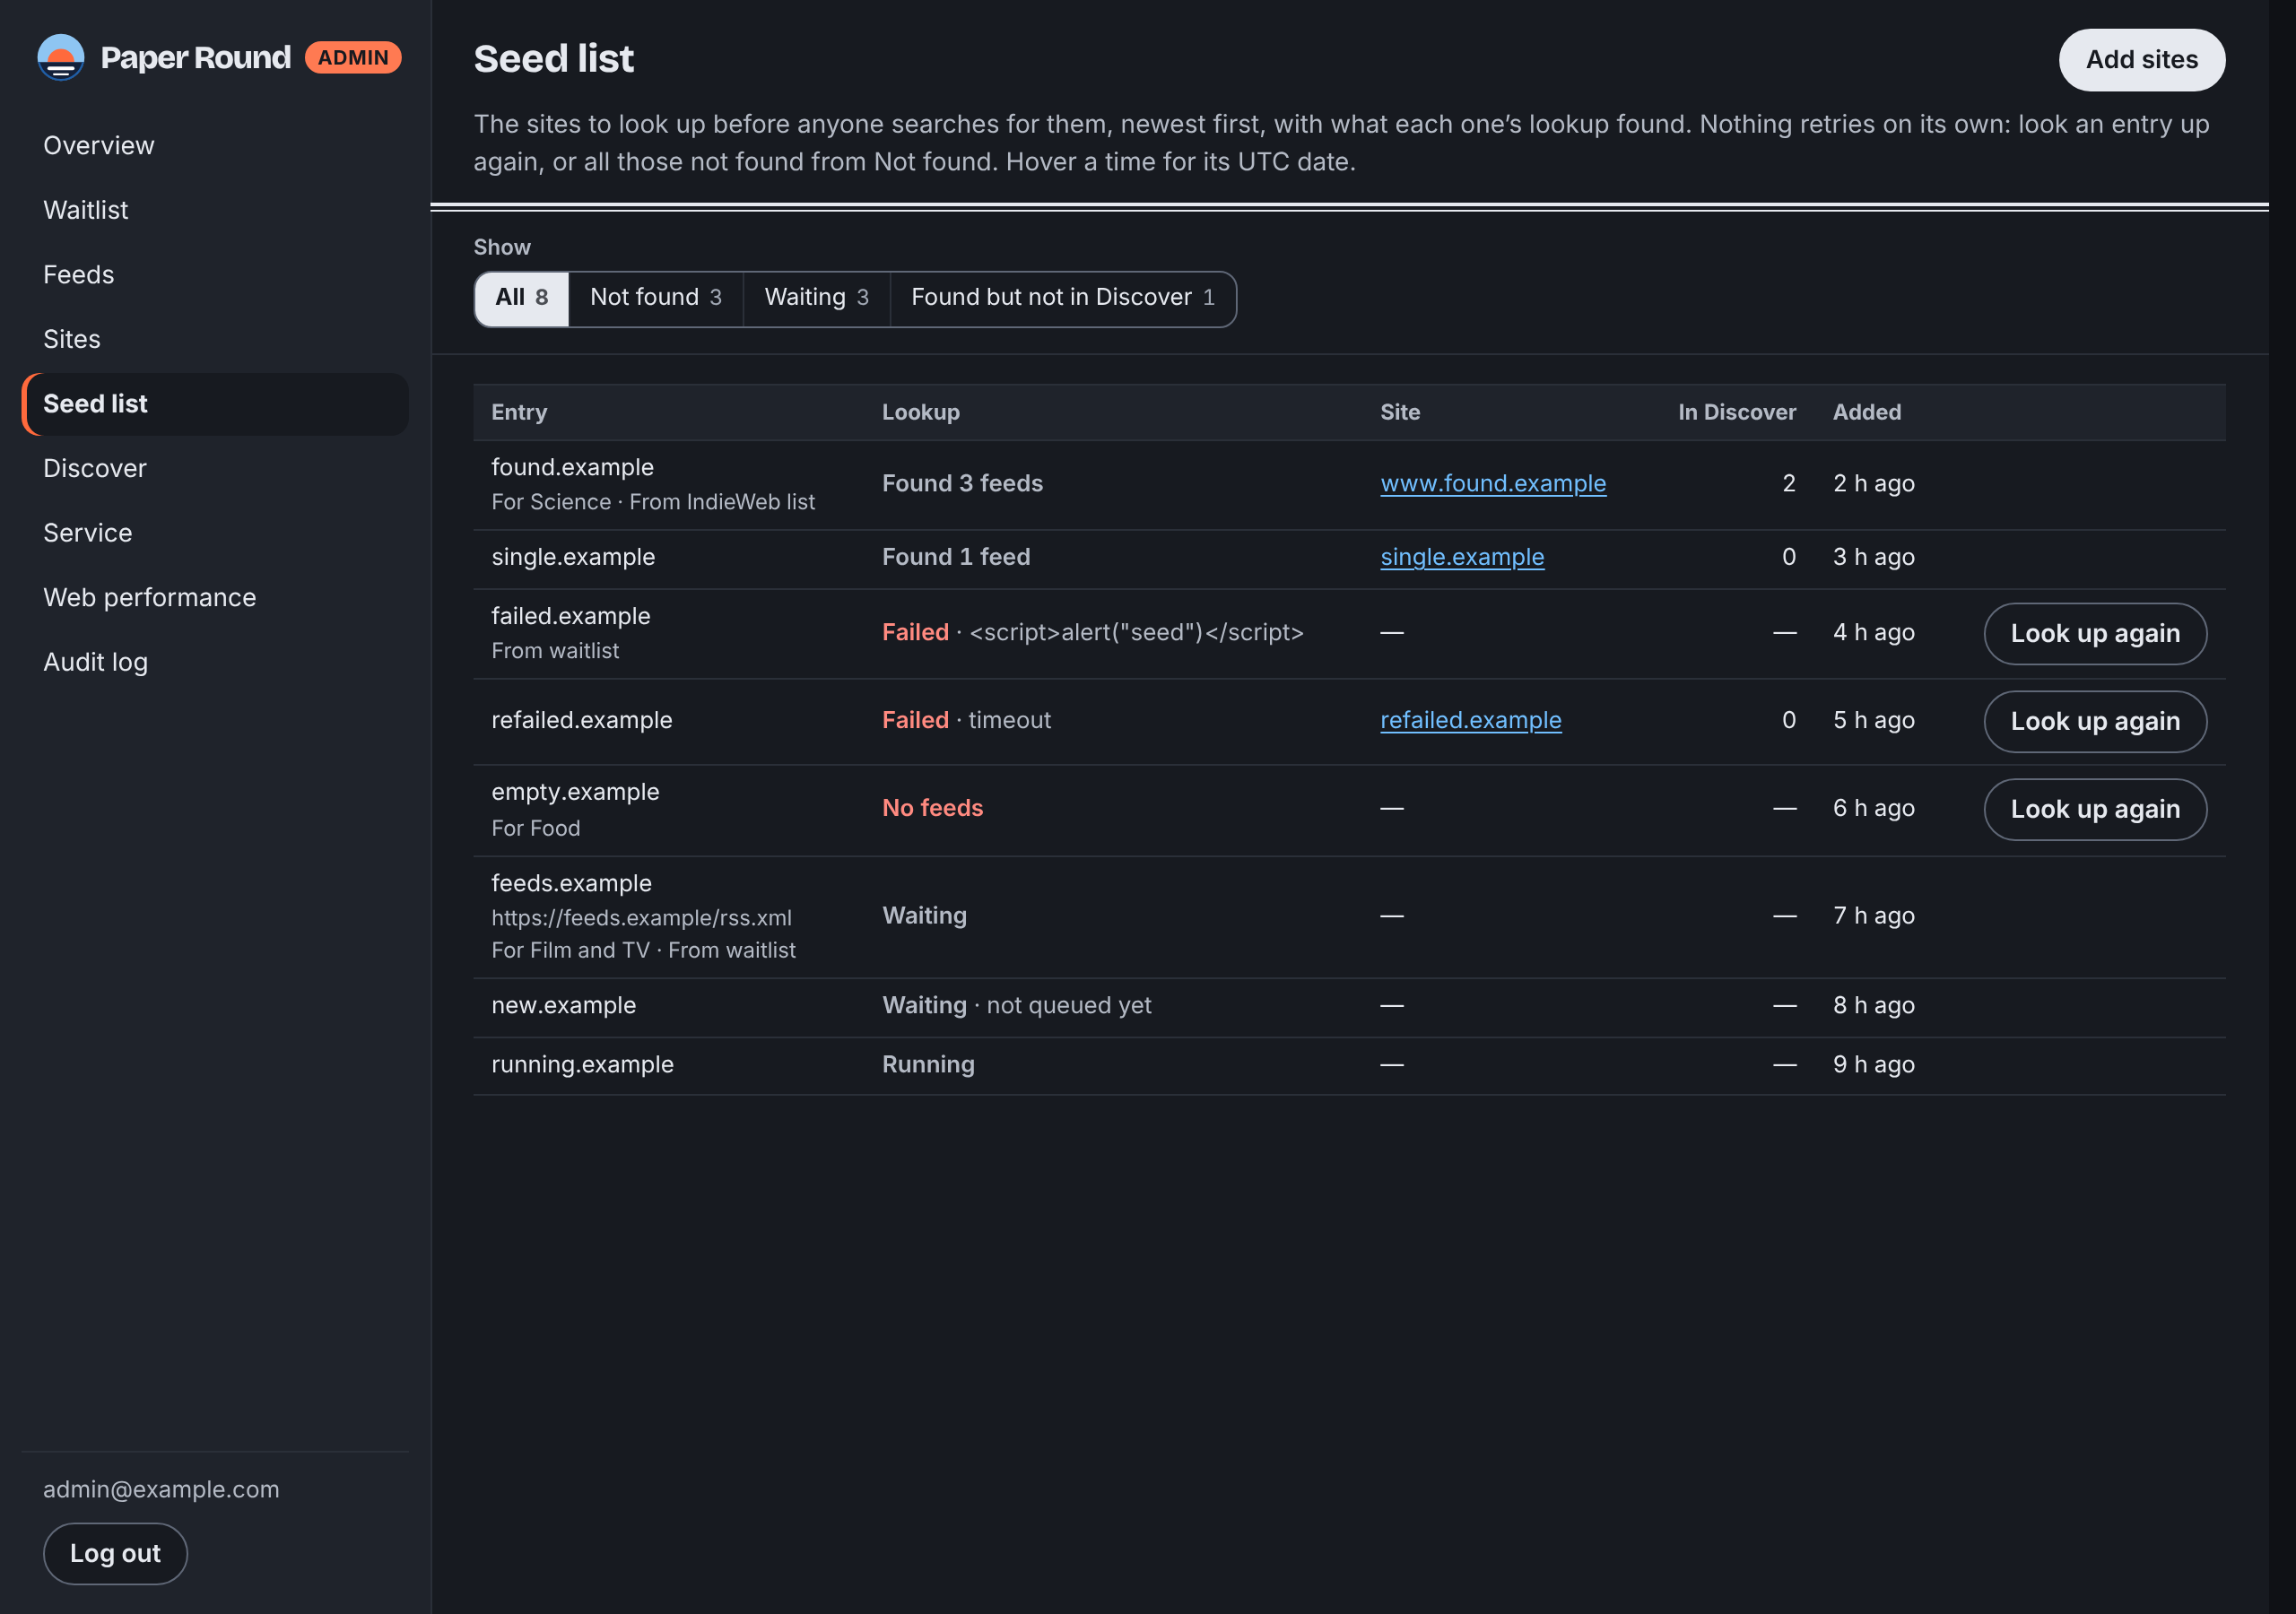 Paper Round ADMIN
Overview
Waitlist
Feeds
Sites
Seed list
Discover
Service
Web performance
Audit log
admin@example.com
Log out
Seed list
Add sites
The sites to look up before anyone searches for them, newest first, with what each one’s lookup found. Nothing retries on its own: look an entry up
again, or all those not found from Not found. Hover a time for its UTC date.
Show
All 8 Not found 3 Waiting 3 Found but not in Discover 1
Entry Lookup Site In Discover Added
found.example
For Science · From IndieWeb list
Found 3 feeds www.found.example 2 2 h ago
single.example Found 1 feed single.example 0 3 h ago
failed.example
From waitlist
Failed · <script>alert("seed")</script> — — 4 h ago Look up again
refailed.example Failed · timeout refailed.example 0 5 h ago Look up again
empty.example
For Food
No feeds — — 6 h ago Look up again
feeds.example
https://feeds.example/rss.xml
For Film and TV · From waitlist
Waiting — — 7 h ago
new.example Waiting · not queued yet — — 8 h ago
running.example Running — — 9 h ago